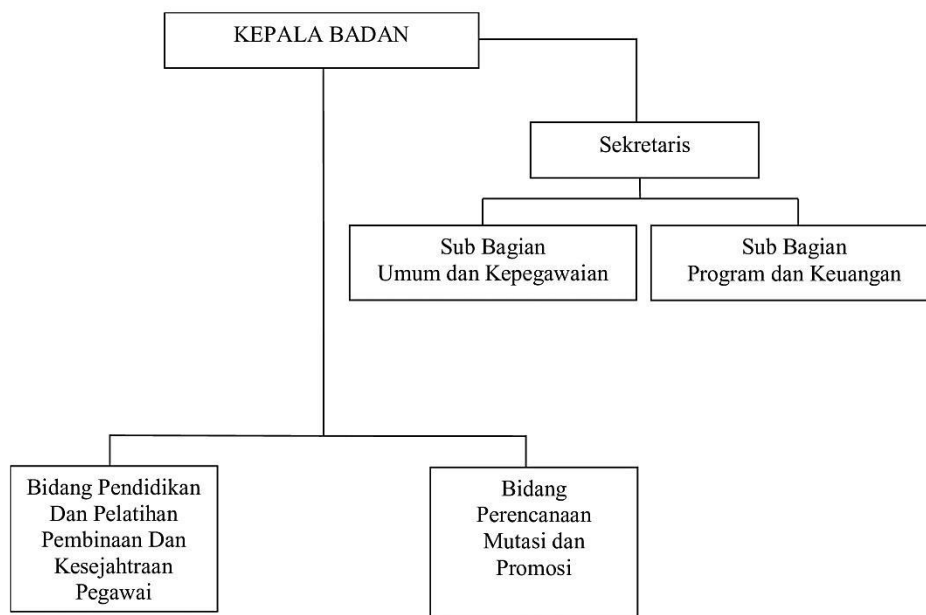 KEPALA BADAN
Sekretaris
Sub Bagian
Umum dan Kepegawaian
Sub Bagian
Program dan Keuangan
Bidang Pendidikan
Dan Pelatihan
Pembinaan Dan
Kesejahtraan
Pegawai
Bidang
Perencanaan
Mutasi dan
Promosi